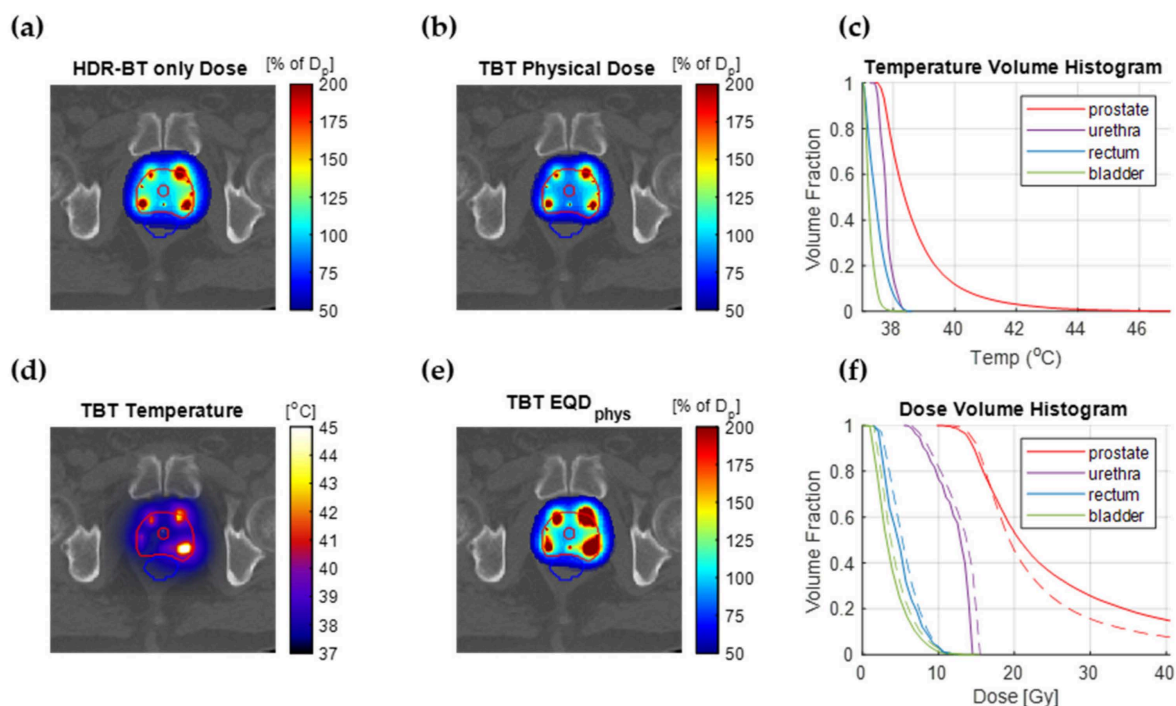 (a)
HDR-BT only Dose
[% of Dp]
200
175
150
125
100
75
50
(b)
TBT Physical Dose
[% of Dp]
200
175
150
125
100
75
50
(c)
Temperature Volume Histogram
1
0.8
0.6
0.4
0.2
0
Volume Fraction
prostate
urethra
rectum
bladder
38
40
42
44
46
Temp (°C)
(d)
TBT Temperature
[°C]
45
44
43
42
41
40
39
38
37
(e)
TBT EQDphys
[% of Dp]
200
175
150
125
100
75
50
(f)
Dose Volume Histogram
1
0.8
0.6
0.4
0.2
0
Volume Fraction
prostate
urethra
rectum
bladder
0
10
20
30
40
Dose [Gy]